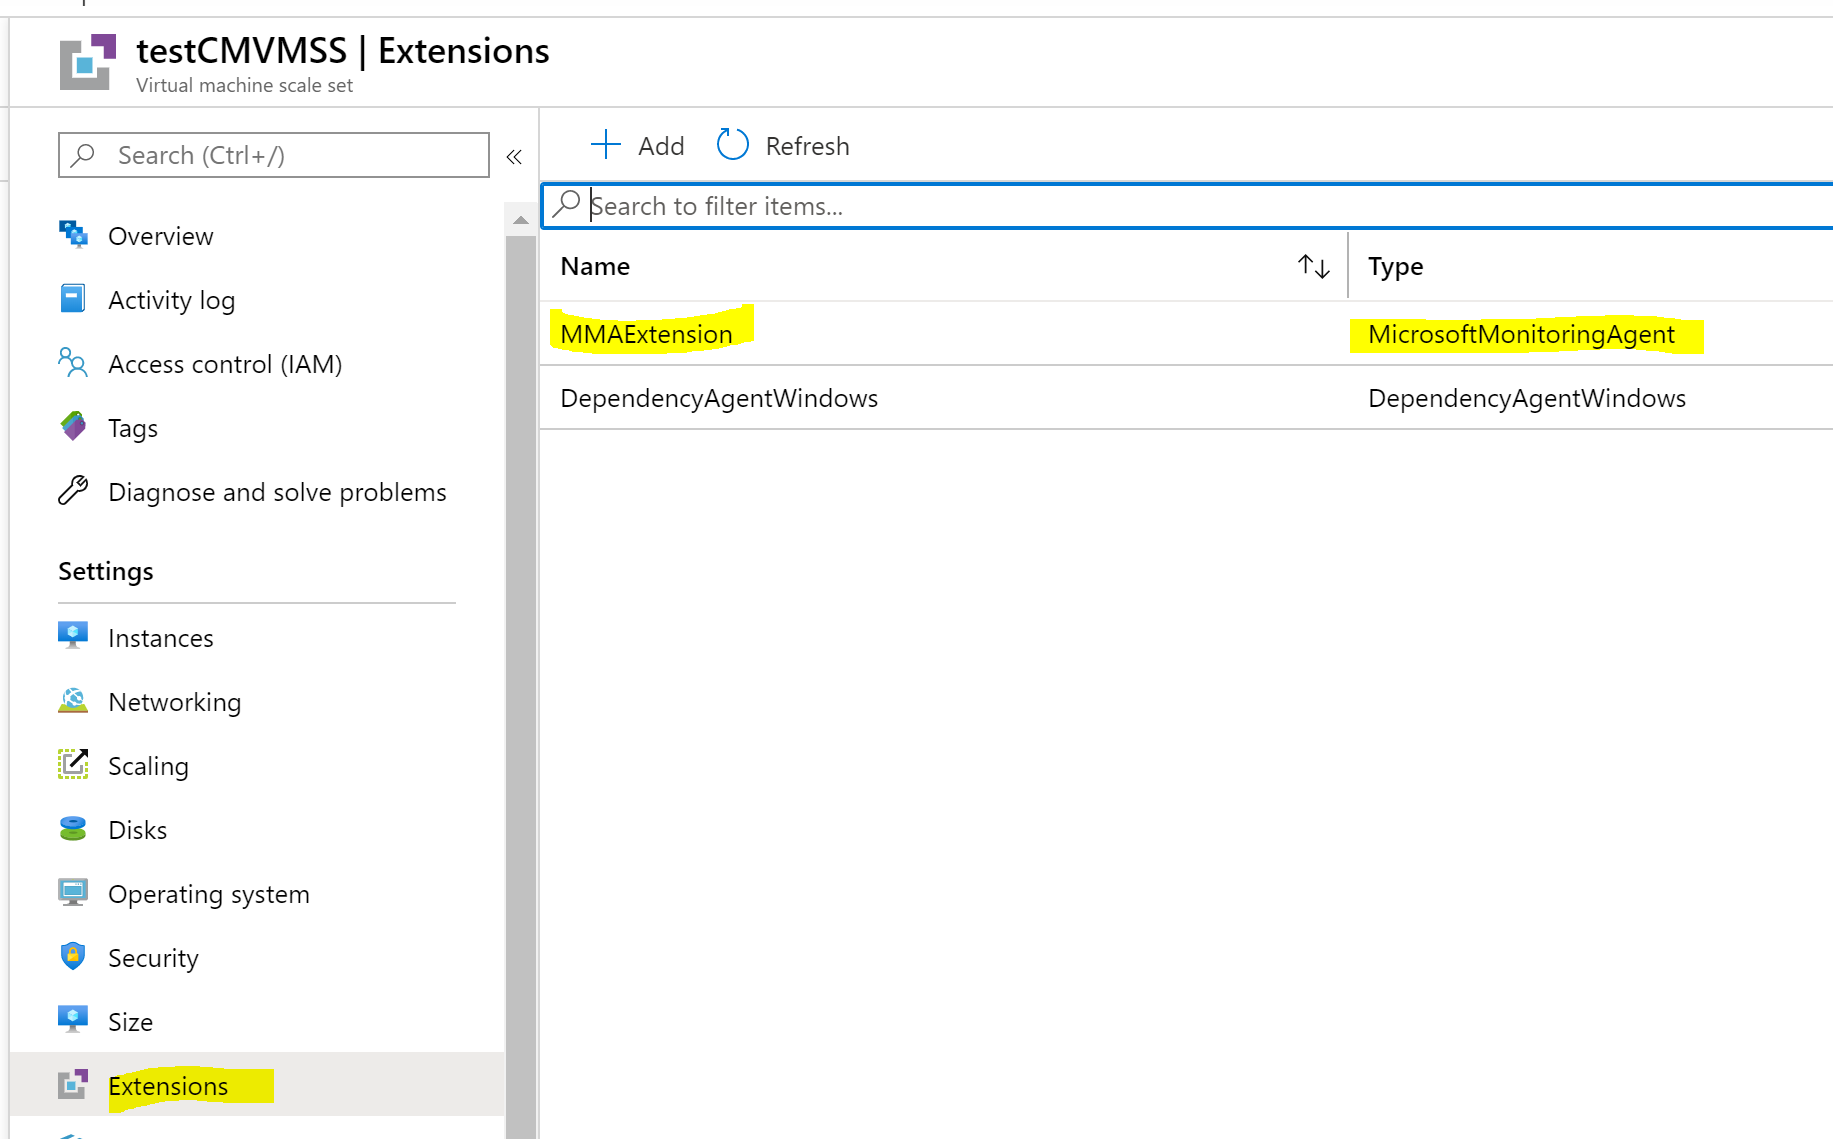 testCMVMSS | Extensions
Virtual machine scale set
Search (Ctrl+/)
«
Add
Refresh
Search to filter items...
Overview
Activity log
Access control (IAM)
Tags
Diagnose and solve problems
Settings
Instances
Networking
Scaling
Disks
Operating system
Security
Size
Extensions
Name ↑↓ Type
MMAExtension MicrosoftMonitoringAgent
DependencyAgentWindows DependencyAgentWindows